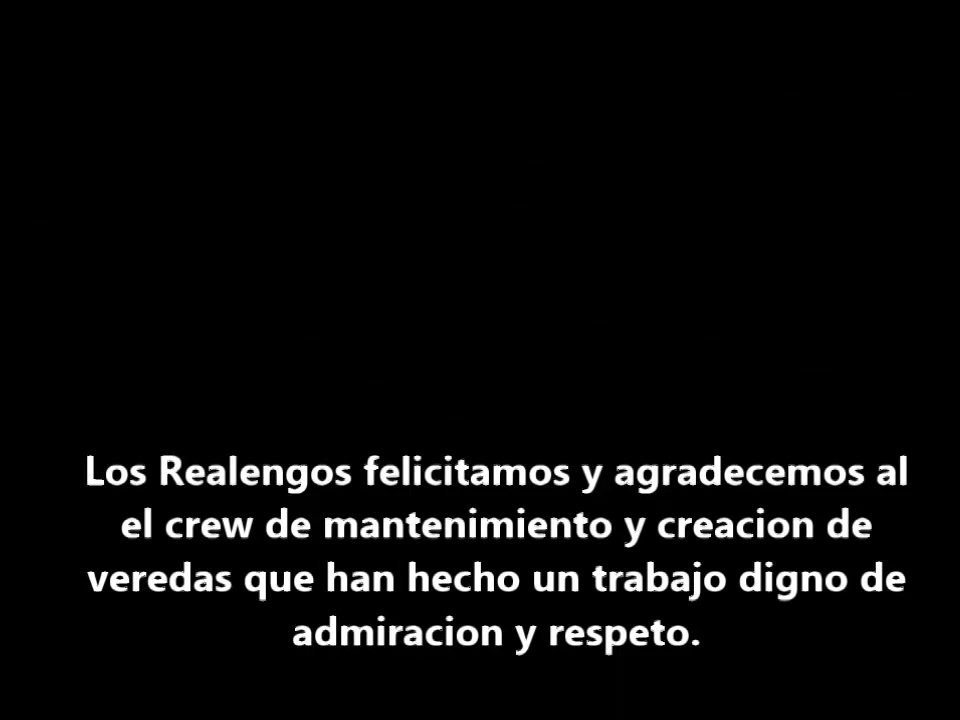 Los Realengos felicitamos y agradecemos al
el crew de mantenimiento y creacion de
veredas que han hecho un trabajo digno de
admiracion y respeto.